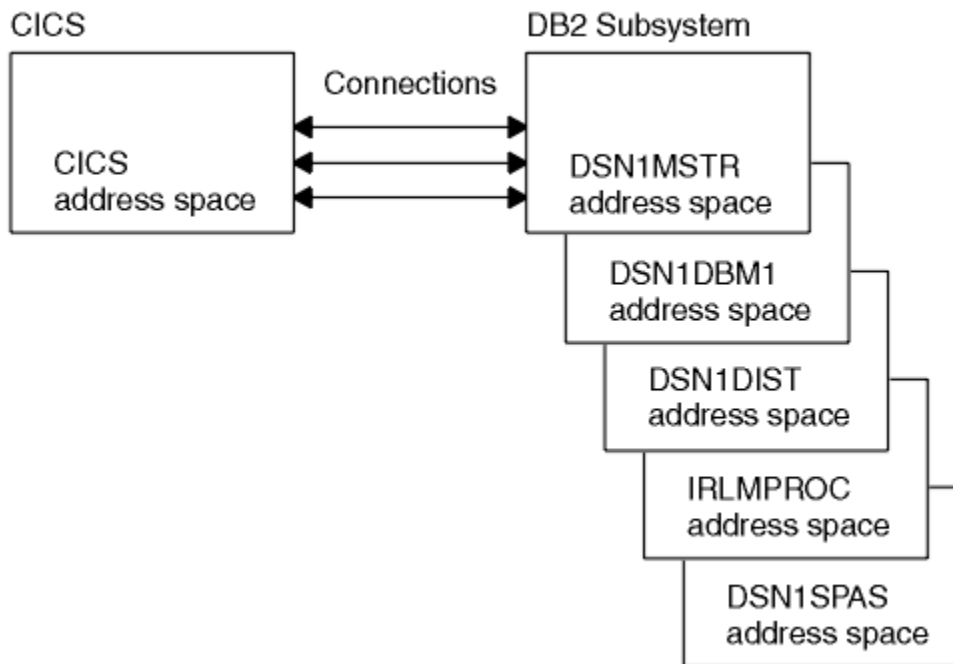 CICS
DB2 Subsystem
Connections
CICS
address space
DSN1MSTR
address space
DSN1DBM1
address space
DSN1DIST
address space
IRLMPROC
address space
DSN1SPAS
address space